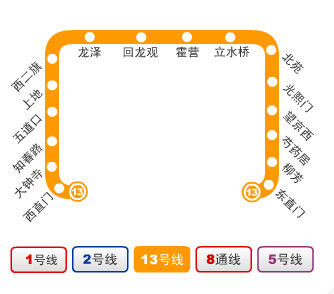 龙泽
回龙观
霍营
立水桥
西二旗
上地
五道口
知春路
大钟寺
西直门
13
北苑
光熙门
望京西
芍药居
柳芳
东直门
13
1号线
2号线
13号线
8通线
5号线